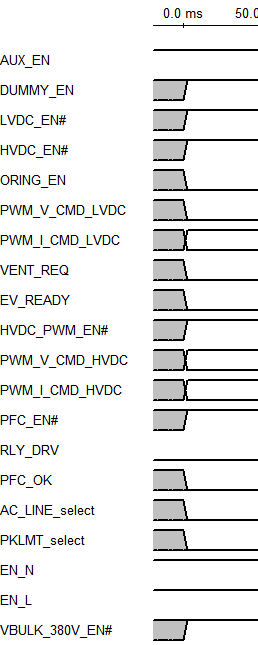 0.0 ms 50.0
AUX_EN
DUMMY_EN
LVDC_EN#
HVDC_EN#
ORING_EN
PWM_V_CMD_LVDC
PWM_I_CMD_LVDC
VENT_REQ
EV_READY
HVDC_PWM_EN#
PWM_V_CMD_HVDC
PWM_I_CMD_HVDC
PFC_EN#
RLY_DRV
PFC_OK
AC_LINE_select
PKLMT_select
EN_N
EN_L
VBULK_380V_EN#